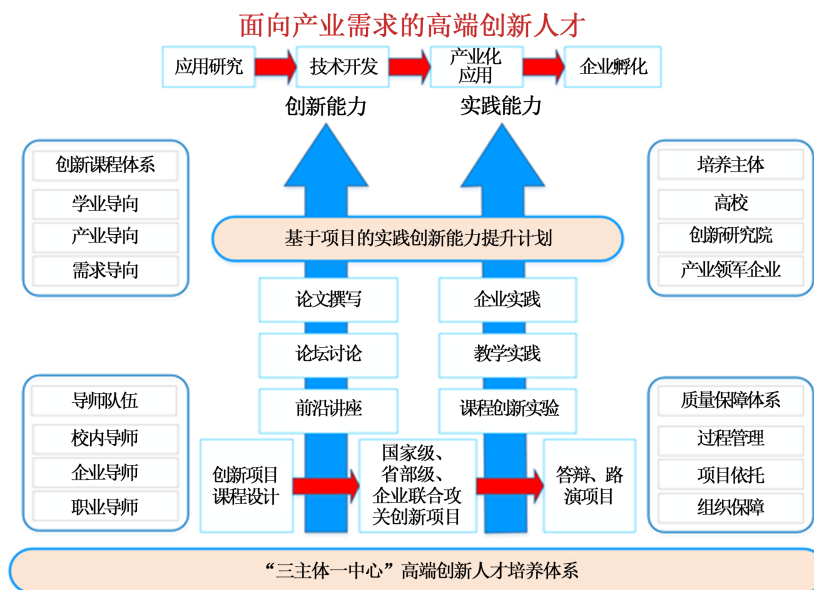 面向产业需求的高端创新人才
应用研究
技术开发
产业化
应用
企业孵化
创新能力
实践能力
创新课程体系
学业导向
产业导向
需求导向
培养主体
高校
创新研究院
产业领军企业
基于项目的实践创新能力提升计划
论文撰写
企业实践
论坛讨论
教学实践
前沿讲座
课程创新实验
导师队伍
校内导师
企业导师
职业导师
质量保障体系
过程管理
项目依托
组织保障
创新项目
课程设计
国家级、
省部级、
企业联合攻
关创新项目
答辩、路
演项目
“三主体一中心”高端创新人才培养体系